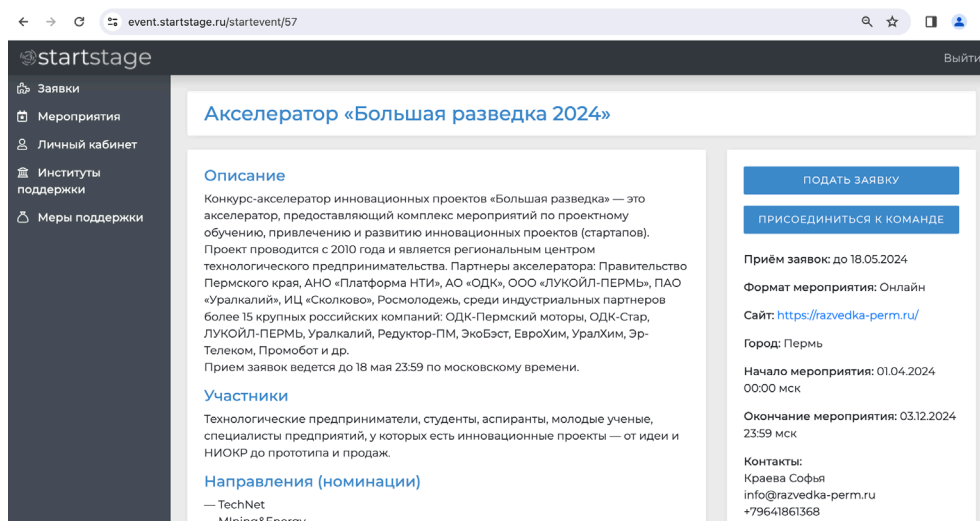 event.startstage.ru/startevent/57
startstage
Выйти
Заявки
Мероприятия
Личный кабинет
Институты
поддержки
Меры поддержки
Акселератор «Большая разведка 2024»
Описание
Конкурс-акселератор инновационных проектов «Большая разведка» — это
акселератор, предоставляющий комплекс мероприятий по проектному
обучению, привлечению и развитию инновационных проектов (стартапов).
Проект проводится с 2010 года и является региональным центром
технологического предпринимательства. Партнеры акселератора: Правительство
Пермского края, АНО «Платформа НТИ», АО «ОДК», ООО «ЛУКОЙЛ-ПЕРМЬ», ПАО
«Уралкалий», ИЦ «Сколково», Росмолодежь, среди индустриальных партнеров
более 15 крупных российских компаний: ОДК-Пермский моторы, ОДК-Стар,
ЛУКОЙЛ-ПЕРМЬ, Уралкалий, Редуктор-ПМ, ЭкоБэст, ЕвроХим, УралХим, Эр-
Телеком, Промобот и др.
Прием заявок ведется до 18 мая 23:59 по московскому времени.
Участники
Технологические предприниматели, студенты, аспиранты, молодые ученые,
специалисты предприятий, у которых есть инновационные проекты — от идеи и
НИОКР до прототипа и продаж.
Направления (номинации)
— TechNet
— MIning&Energy
ПОДАТЬ ЗАЯВКУ
ПРИСОЕДИНИТЬСЯ К КОМАНДЕ
Приём заявок: до 18.05.2024
Формат мероприятия: Онлайн
Сайт: https://razvedka-perm.ru/
Город: Пермь
Начало мероприятия: 01.04.2024
00:00 мск
Окончание мероприятия: 03.12.2024
23:59 мск
Контакты:
Краева Софья
info@razvedka-perm.ru
+79641861368